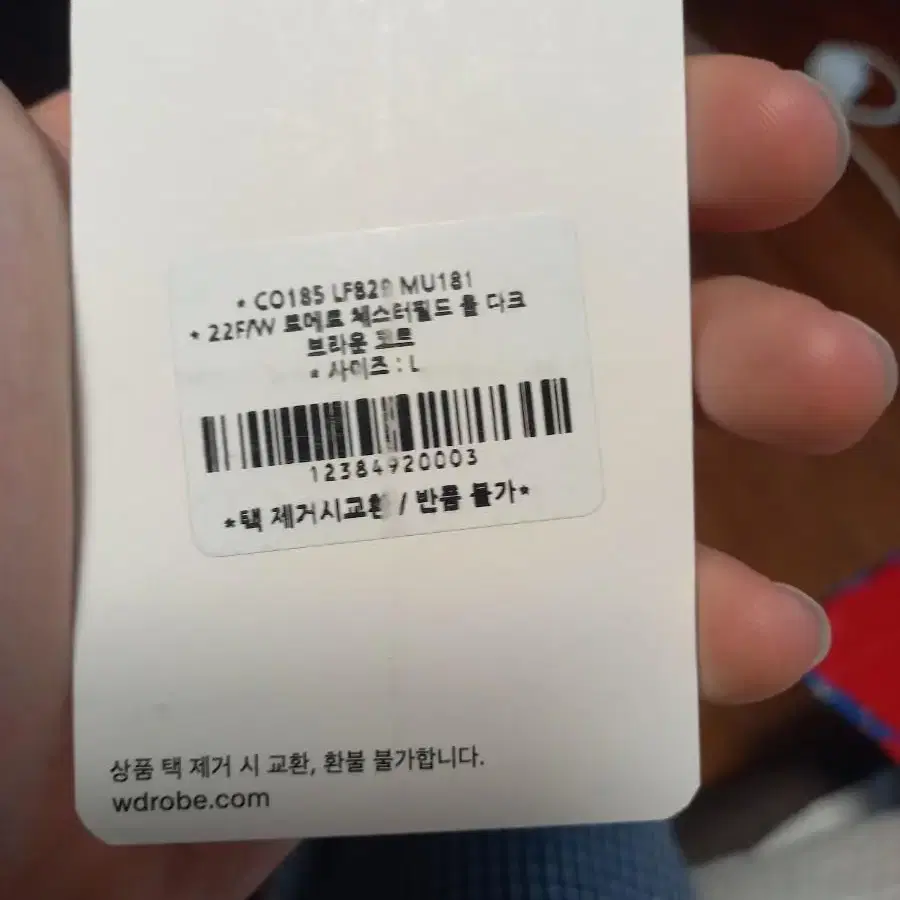 * CO185 LF829 MU181
* 22F/W 로메로 체스터필드 울 다크
브라운 코트
* 사이즈 : L
12384920003
*택 제거시교환 / 반품 불가*
상품 택 제거 시 교환, 환불 불가합니다.
wdrobe.com